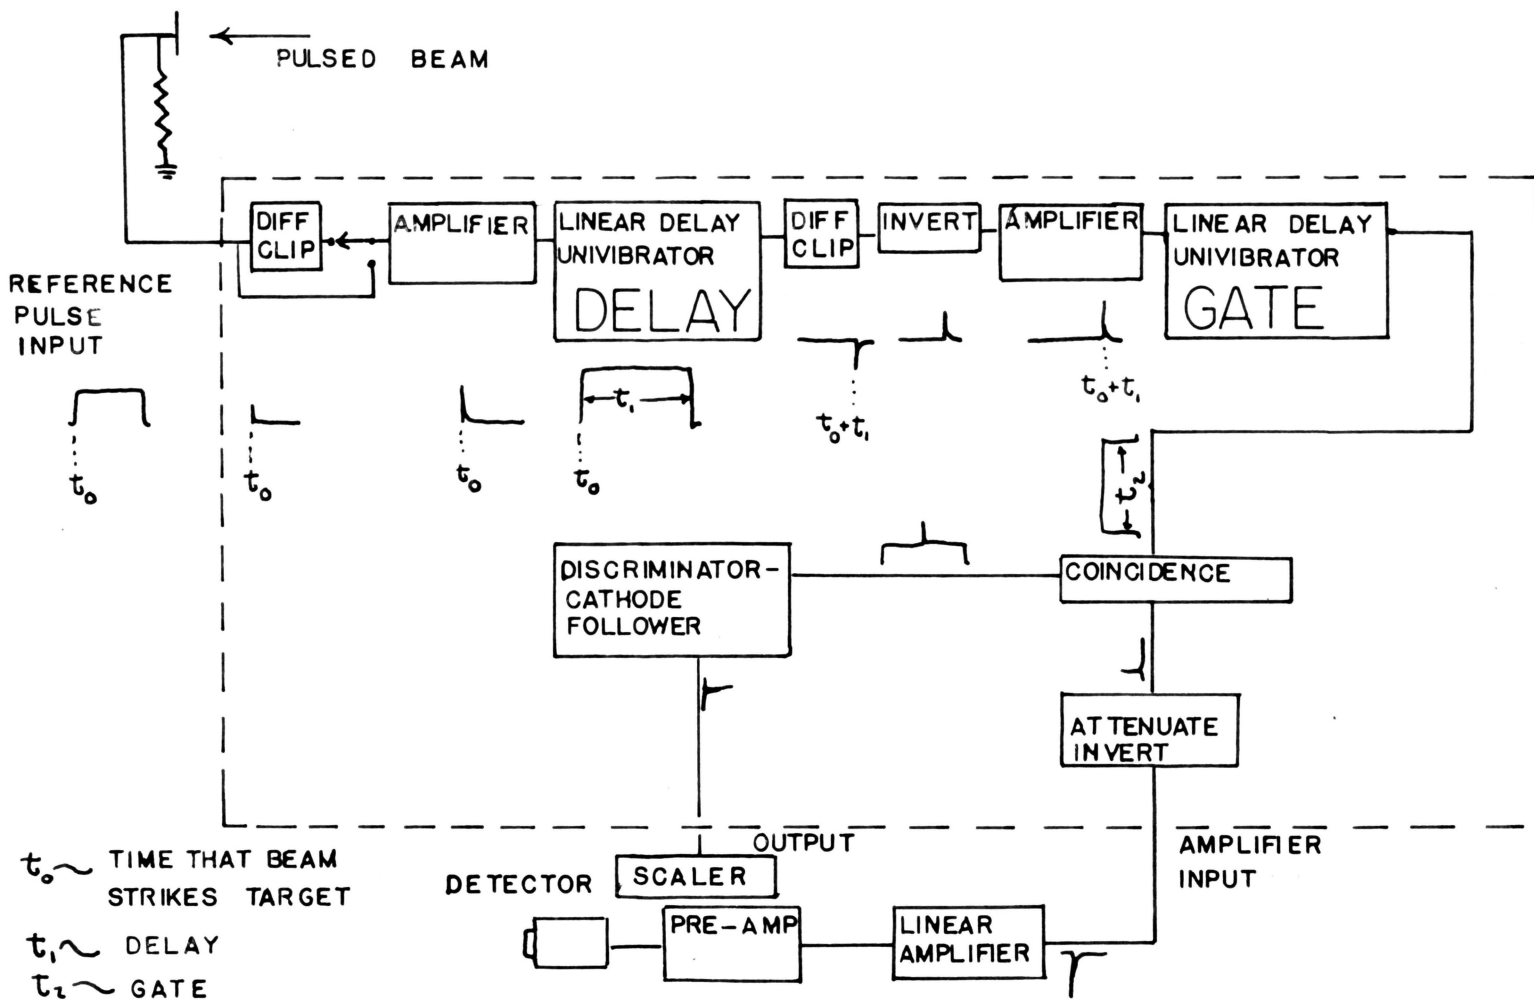 PULSED BEAM
DIFF
CLIP
AMPLIFIER
LINEAR DELAY
UNIVIBRATOR
DELAY
DIFF
CLIP
INVERT
AMPLIFIER
LINEAR DELAY
UNIVIBRATOR
GATE
REFERENCE
PULSE
INPUT
t₀
t₀
t₀
t₁
t₀
t₀+t₁
t₀+t₁
t₂
DISCRIMINATOR-
CATHODE
FOLLOWER
COINCIDENCE
ATTENUATE
INVERT
OUTPUT
AMPLIFIER
INPUT
SCALER
DETECTOR
PRE-AMP
LINEAR
AMPLIFIER
t₀~ TIME THAT BEAM
STRIKES TARGET
t₁~ DELAY
t₂~ GATE